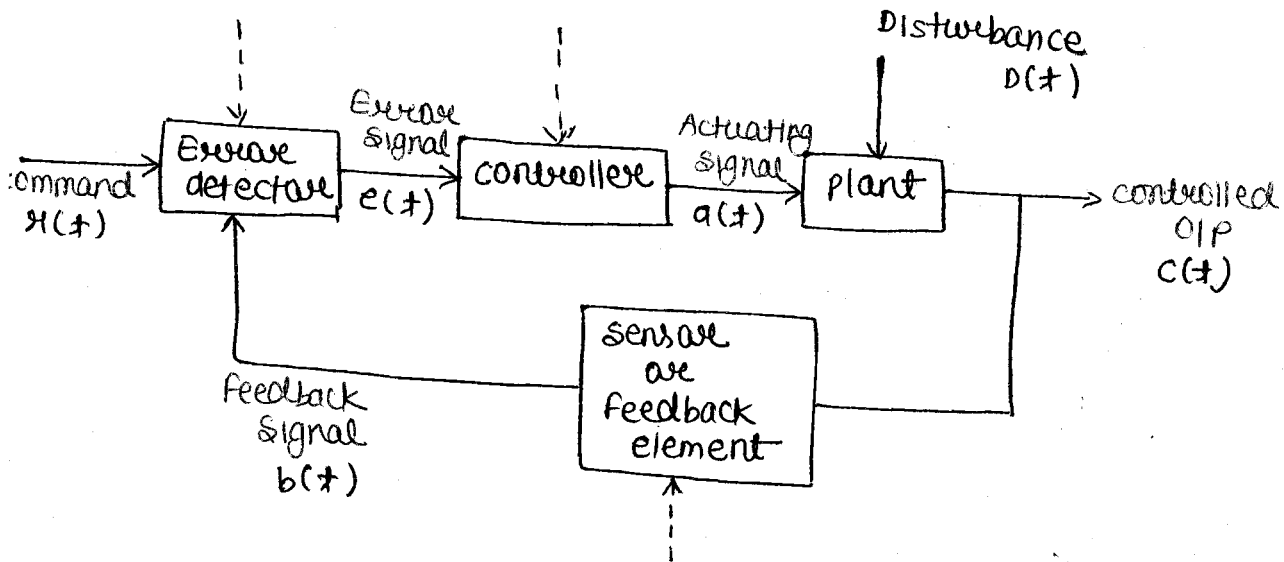 Disturbance
D(t)
Error
Signal
e(t)
Actuating
Signal
a(t)
Error
detector
controller
plant
command
r(t)
controlled
O/P
C(t)
Sensor
or
feedback
element
Feedback
Signal
b(t)